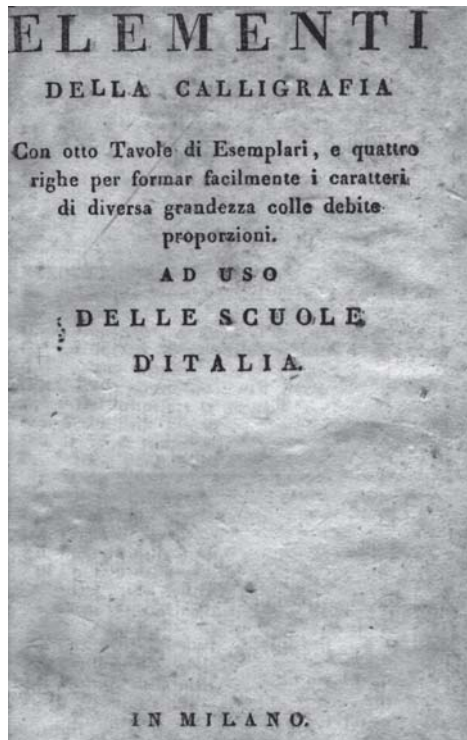 ELEMENTI
DELLA CALLIGRAFIA
Con otto Tavole di Esemplari, e quattro
righe per formar facilmente i caratteri
di diversa grandezza colle debite
proporzioni.
AD USO
DELLE SCUOLE
D'ITALIA.
IN MILANO.